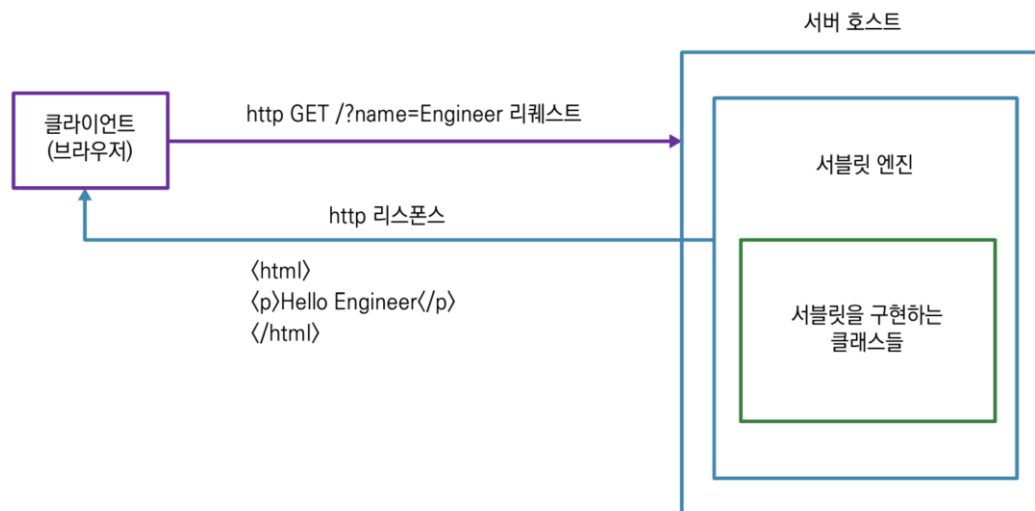 서버 호스트
클라이언트
(브라우저)
http GET /?name=Engineer 리퀘스트
서블릿 엔진
http 리스폰스
〈html〉
〈p〉Hello Engineer〈/p〉
〈/html〉
서블릿을 구현하는
클래스들